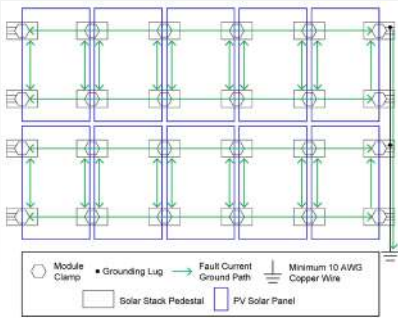 Module Clamp
Grounding Lug
Fault Current Ground Path
Minimum 10 AWG Copper Wire
Solar Stack Pedestal
PV Solar Panel